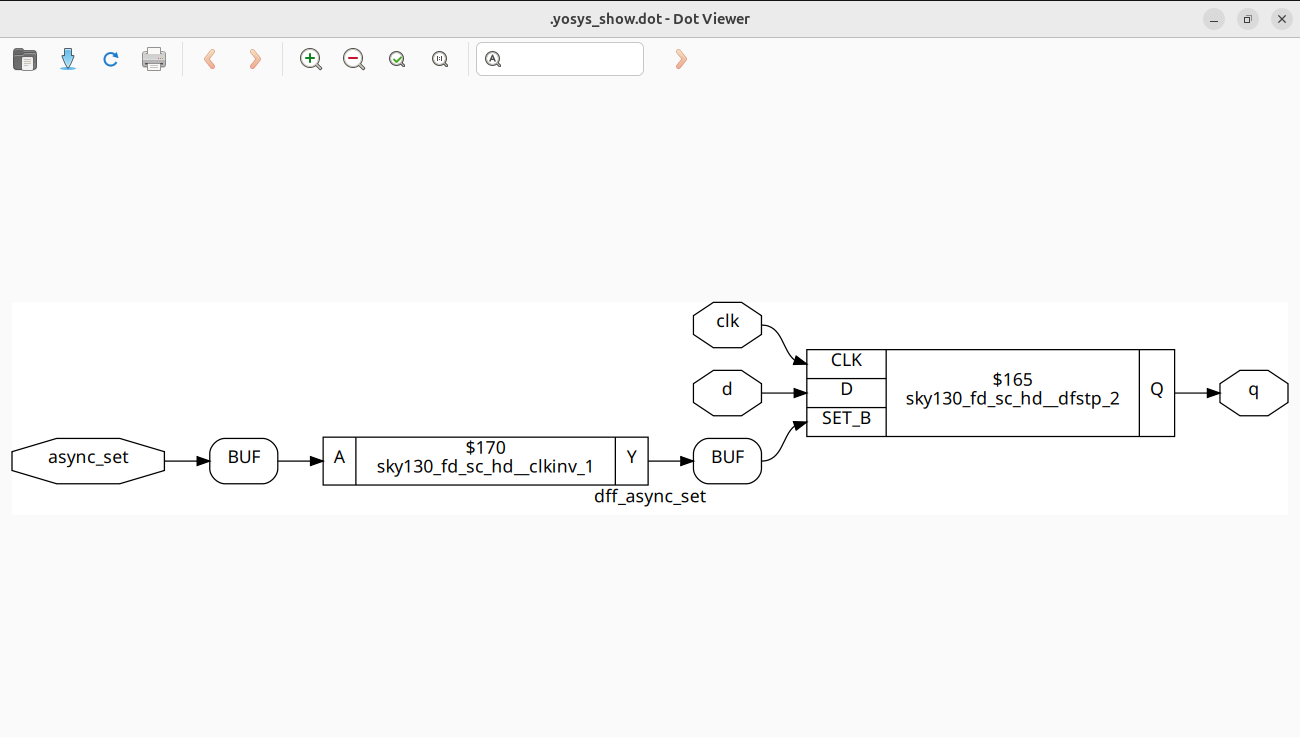 .yosys_show.dot - Dot Viewer
clk
CLK
$165
d
D
sky130_fd_sc_hd__dfstp_2
Q
q
SET_B
async_set
BUF
A
$170
sky130_fd_sc_hd__clkinv_1
Y
BUF
dff_async_set